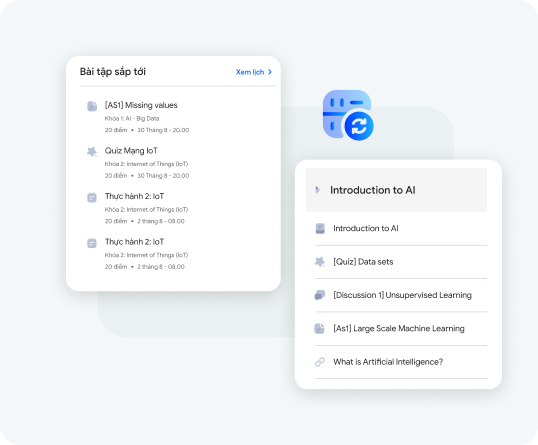 Bài tập sắp tới
Xem lịch
[AS1] Missing values
Khóa 1: AI - Big Data
20 điểm • 30 Tháng 8 - 20.00
Quiz Mạng IoT
Khóa 2: Internet of Things (IoT)
20 điểm • 30 Tháng 8 - 20.00
Thực hành 2: IoT
Khóa 2: Internet of Things (IoT)
20 điểm • 2 tháng 8 - 08.00
Thực hành 2: IoT
Khóa 2: Internet of Things (IoT)
20 điểm • 2 tháng 8 - 08.00
Introduction to AI
Introduction to AI
[Quiz] Data sets
[Discussion 1] Unsupervised Learning
[As1] Large Scale Machine Learning
What is Artificial Intelligence?